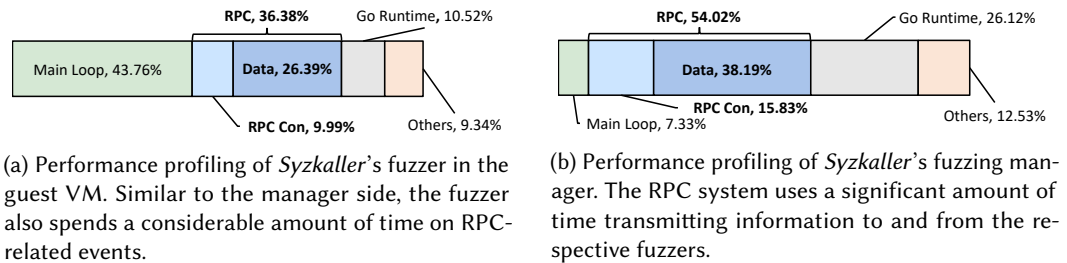 RPC, 36.38%
Go Runtime, 10.52%
Main Loop, 43.76%
Data, 26.39%
RPC Con, 9.99%
Others, 9.34%
(a) Performance profiling of Syzkaller's fuzzer in the
guest VM. Similar to the manager side, the fuzzer
also spends a considerable amount of time on RPC-
related events.
RPC, 54.02%
Go Runtime, 26.12%
Data, 38.19%
RPC Con, 15.83%
Main Loop, 7.33%
Others, 12.53%
(b) Performance profiling of Syzkaller's fuzzing man-
ager. The RPC system uses a significant amount of
time transmitting information to and from the re-
spective fuzzers.